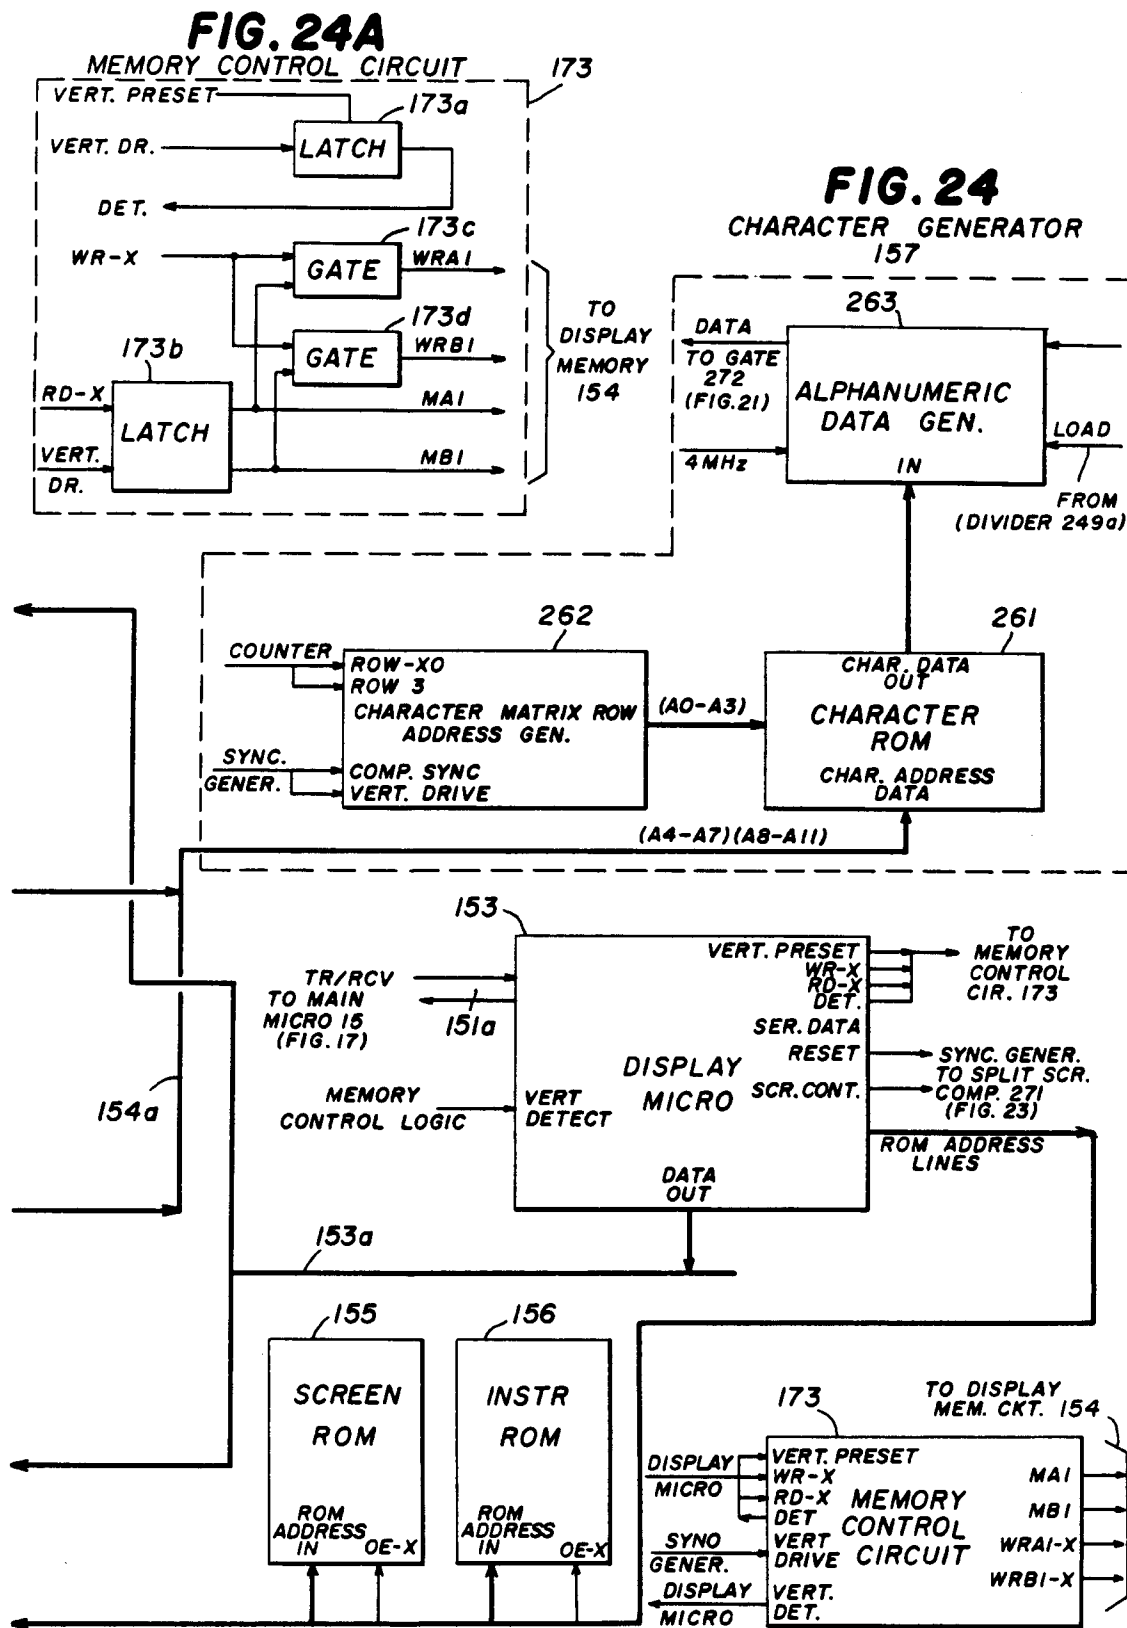 FIG. 24A
MEMORY CONTROL CIRCUIT
173
VERT. PRESET
173a
VERT. DR.
LATCH
DET.
173c
WR-X
GATE
WRA1
173d
GATE
WRB1
173b
RD-X
LATCH
MA1
VERT.
DR.
MB1
TO
DISPLAY
MEMORY
154
FIG. 24
CHARACTER GENERATOR
157
263
DATA
TO GATE
272
(FIG.21)
ALPHANUMERIC
DATA GEN.
IN
4MHz
LOAD
FROM
(DIVIDER 249a)
262
COUNTER
ROW-X0
ROW 3
CHARACTER MATRIX ROW
ADDRESS GEN.
SYNC.
GENER.
COMP. SYNC
VERT. DRIVE
(A0-A3)
261
CHAR. DATA
OUT
CHARACTER
ROM
CHAR. ADDRESS
DATA
(A4-A7)(A8-A11)
154a
153
TR/RCV
TO MAIN
MICRO 15
(FIG. 17)
151a
MEMORY
CONTROL LOGIC
VERT
DETECT
DISPLAY
MICRO
VERT. PRESET
WR-X
RD-X
DET.
SER. DATA
RESET
SCR. CONT.
TO
MEMORY
CONTROL
CIR. 173
SYNC. GENER.
TO SPLIT SCR.
COMP. 271
(FIG. 23)
ROM ADDRESS
LINES
DATA
OUT
153a
155
SCREEN
ROM
ROM
ADDRESS
IN
OE-X
156
INSTR
ROM
ROM
ADDRESS
IN
OE-X
TO DISPLAY
MEM. CKT. 154
173
DISPLAY
MICRO
VERT. PRESET
WR-X
RD-X
DET
SYNO
GENER.
VERT
DRIVE
DISPLAY
MICRO
VERT.
DET.
MEMORY
CONTROL
CIRCUIT
MA1
MB1
WRA1-X
WRB1-X